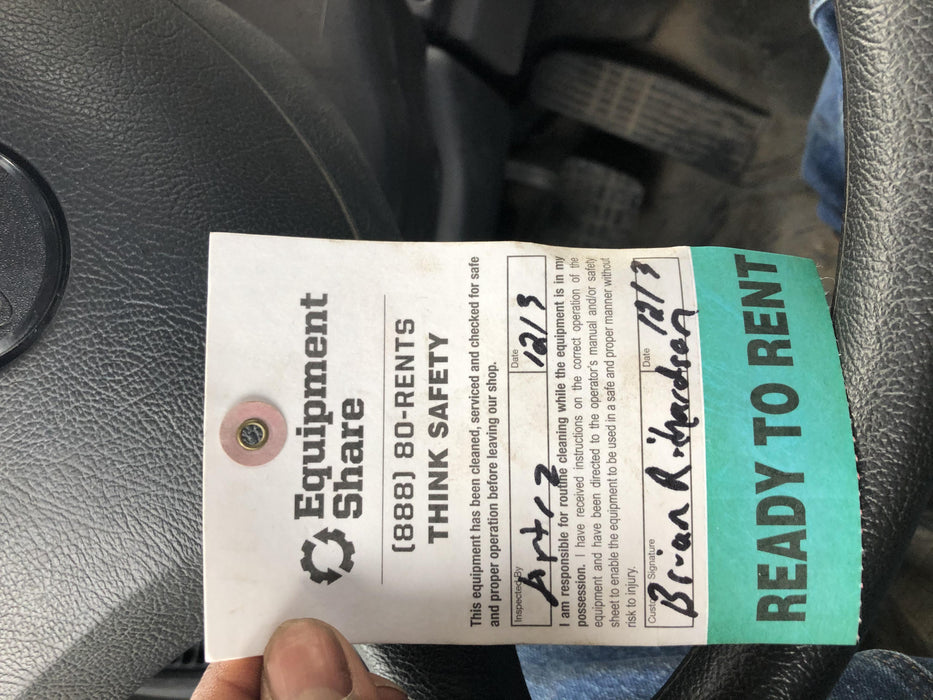 Equipment
Share
(888) 80-RENTS
THINK SAFETY
This equipment has been cleaned, serviced and checked for safe
and proper operation before leaving our shop.
Inspected By
Date
12/3
I am responsible for routine cleaning while the equipment is in my
possession. I have received instructions on the correct operation of the
equipment and have been directed to the operator's manual and/or safety
sheet to enable the equipment to be used in a safe and proper manner without
risk to injury.
Customer Signature
Date
Brian Richardson
12/3
READY TO RENT